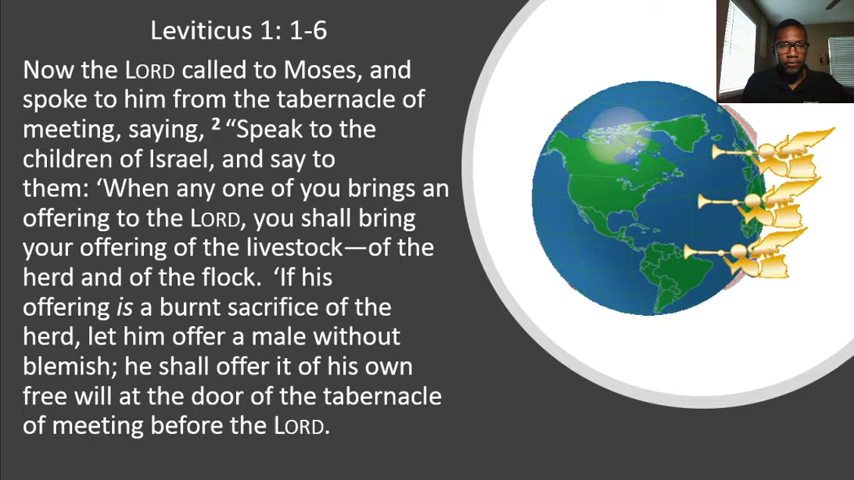 Leviticus 1: 1-6
Now the LORD called to Moses, and
spoke to him from the tabernacle of
meeting, saying, 2 “Speak to the
children of Israel, and say to
them: ‘When any one of you brings an
offering to the LORD, you shall bring
your offering of the livestock—of the
herd and of the flock.  ‘If his
offering is a burnt sacrifice of the
herd, let him offer a male without
blemish; he shall offer it of his own
free will at the door of the tabernacle
of meeting before the LORD.